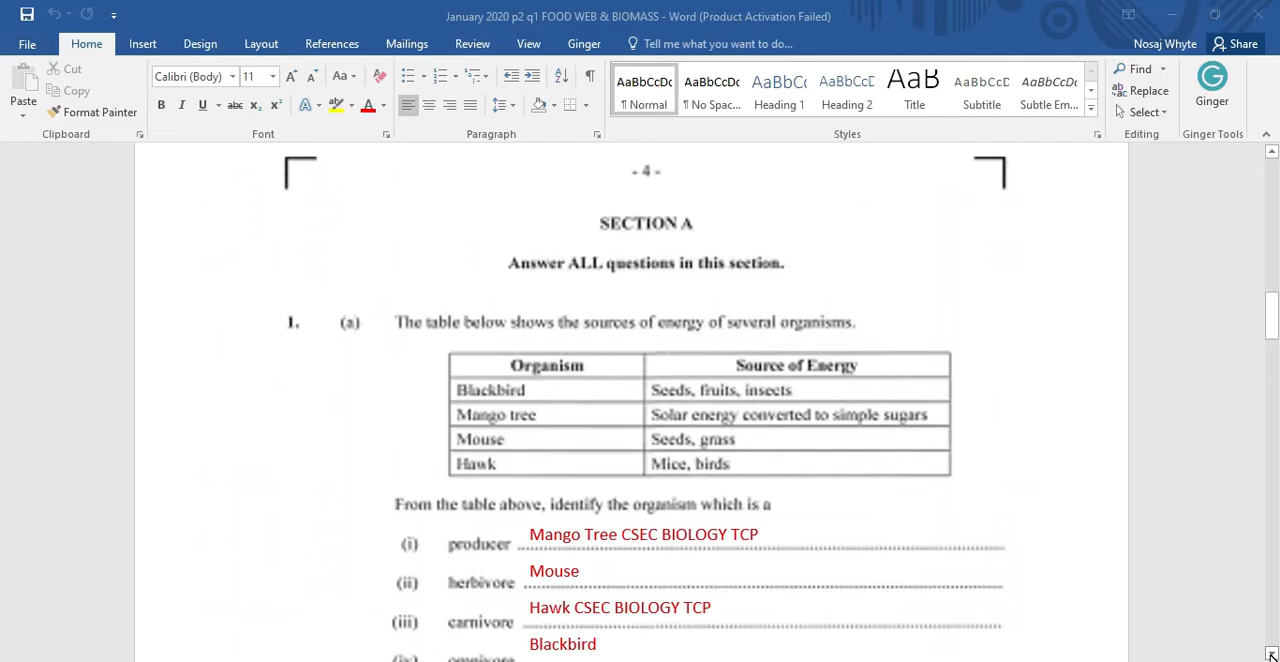 January 2020 p2 q1 FOOD WEB & BIOMASS - Word (Product Activation Failed)
File Home Insert Design Layout References Mailings Review View Ginger Tell me what you want to do... Nosaj Whyte Share
Paste Cut Copy Format Painter
Clipboard
Calibri (Body) 11
B I U abc X₂ X² A A
Font
Paragraph
AaBbCcDc AaBbCcDc AaBbCc AaBbCcE AaB AaBbCcD AaBbCcDc
¶ Normal ¶ No Spac... Heading 1 Heading 2 Title Subtitle Subtle Em...
Styles
Find
Replace
Select
Editing
Ginger
Ginger Tools
- 4 -
SECTION A
Answer ALL questions in this section.
1. (a) The table below shows the sources of energy of several organisms.
Organism Source of Energy
Blackbird Seeds, fruits, insects
Mango tree Solar energy converted to simple sugars
Mouse Seeds, grass
Hawk Mice, birds
From the table above, identify the organism which is a
(i) producer Mango Tree CSEC BIOLOGY TCP
(ii) herbivore Mouse
(iii) carnivore Hawk CSEC BIOLOGY TCP
(iv) omnivore Blackbird